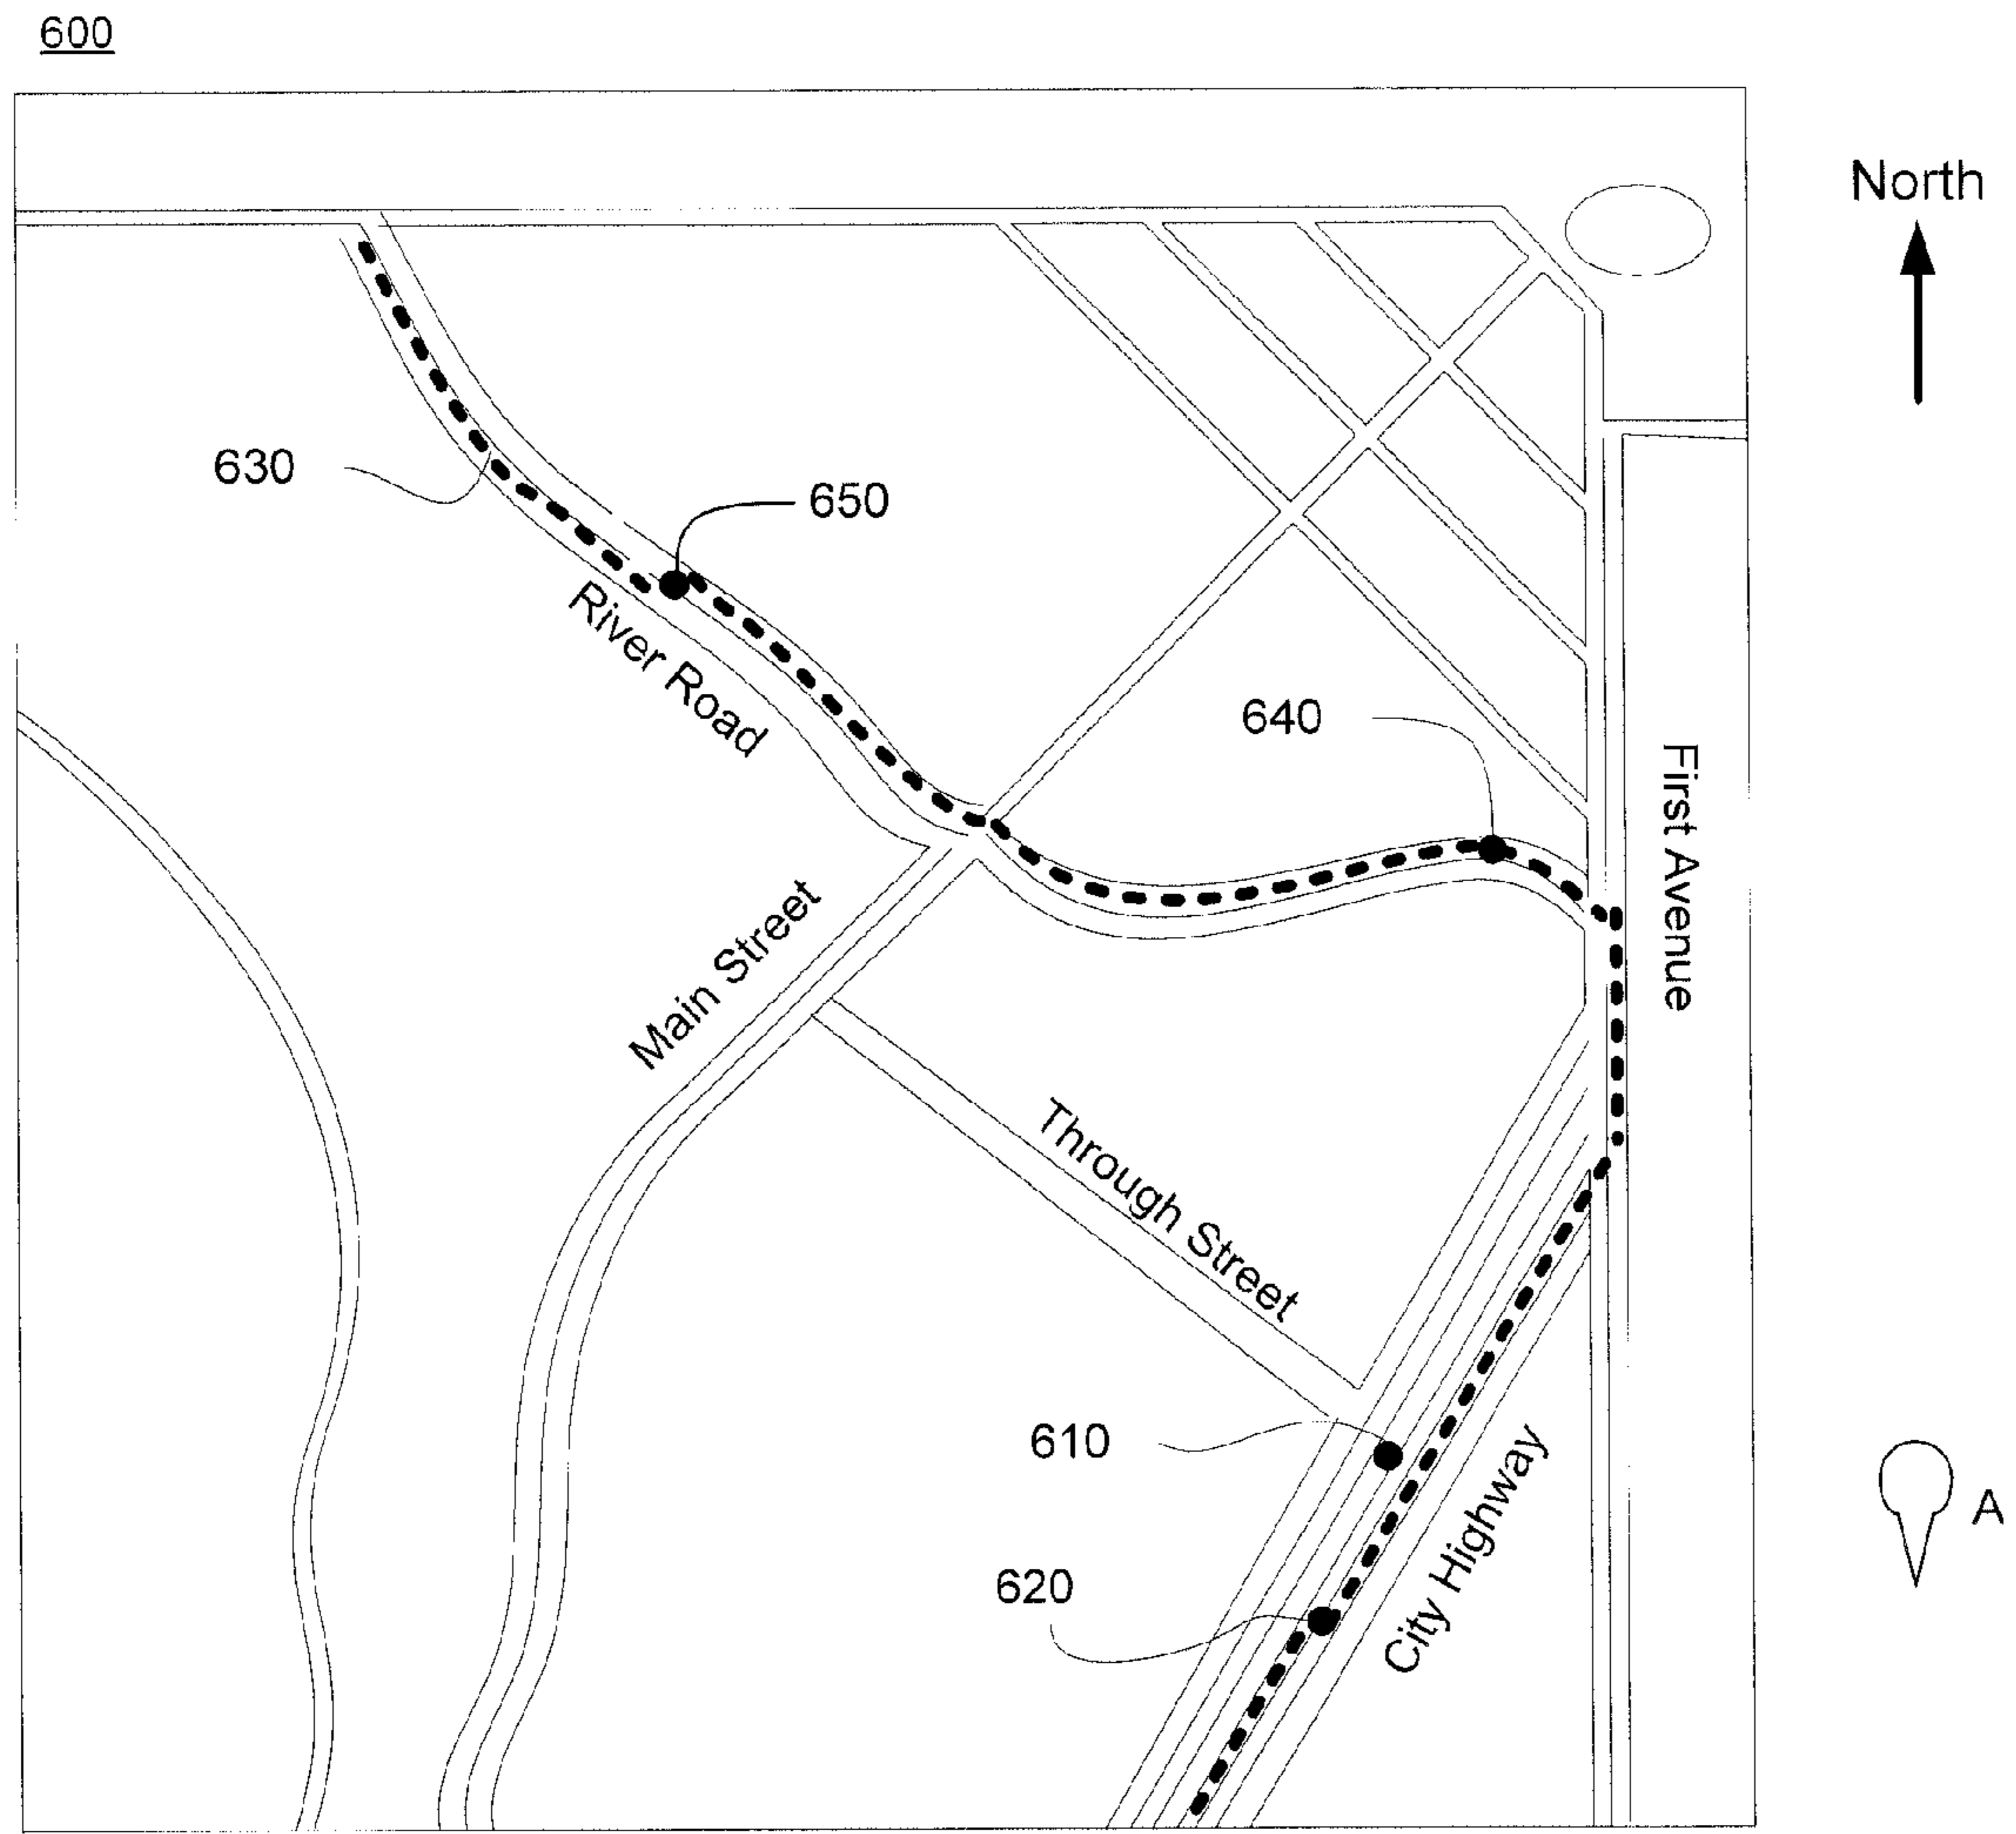 600
North
630
650
River Road
640
First Avenue
Main Street
Through Street
610
620
City Highway
A